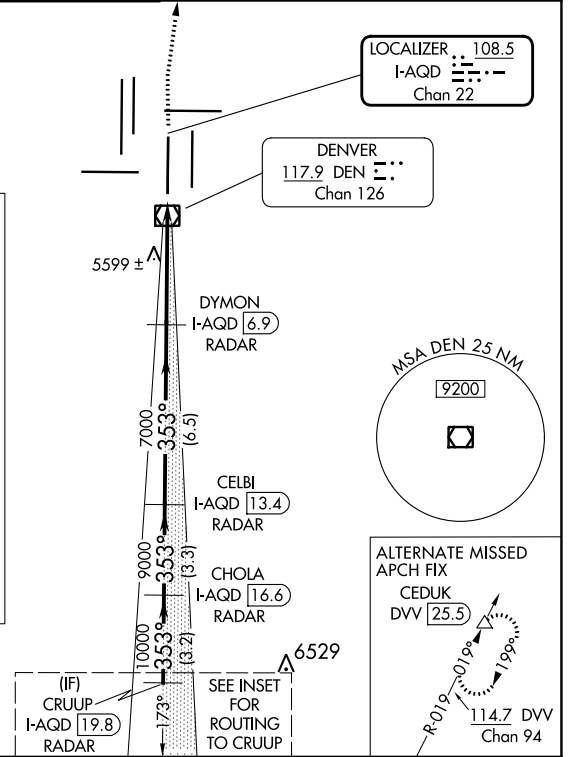 LOCALIZER 108.5
I-AQD
Chan 22
DENVER
117.9 DEN
Chan 126
5599 ±
DYMON
I-AQD 6.9
RADAR
MSA DEN 25 NM
9200
7000
353°
(6.5)
CELBI
I-AQD 13.4
RADAR
9000
353°
(3.3)
CHOLA
I-AQD 16.6
RADAR
10000
353°
(3.2)
6529
(IF)
CRUUP
I-AQD 19.8
RADAR
173°
SEE INSET
FOR
ROUTING
TO CRUUP
ALTERNATE MISSED
APCH FIX
CEDUK
DVV 25.5
019°
199°
R-019
114.7 DVV
Chan 94